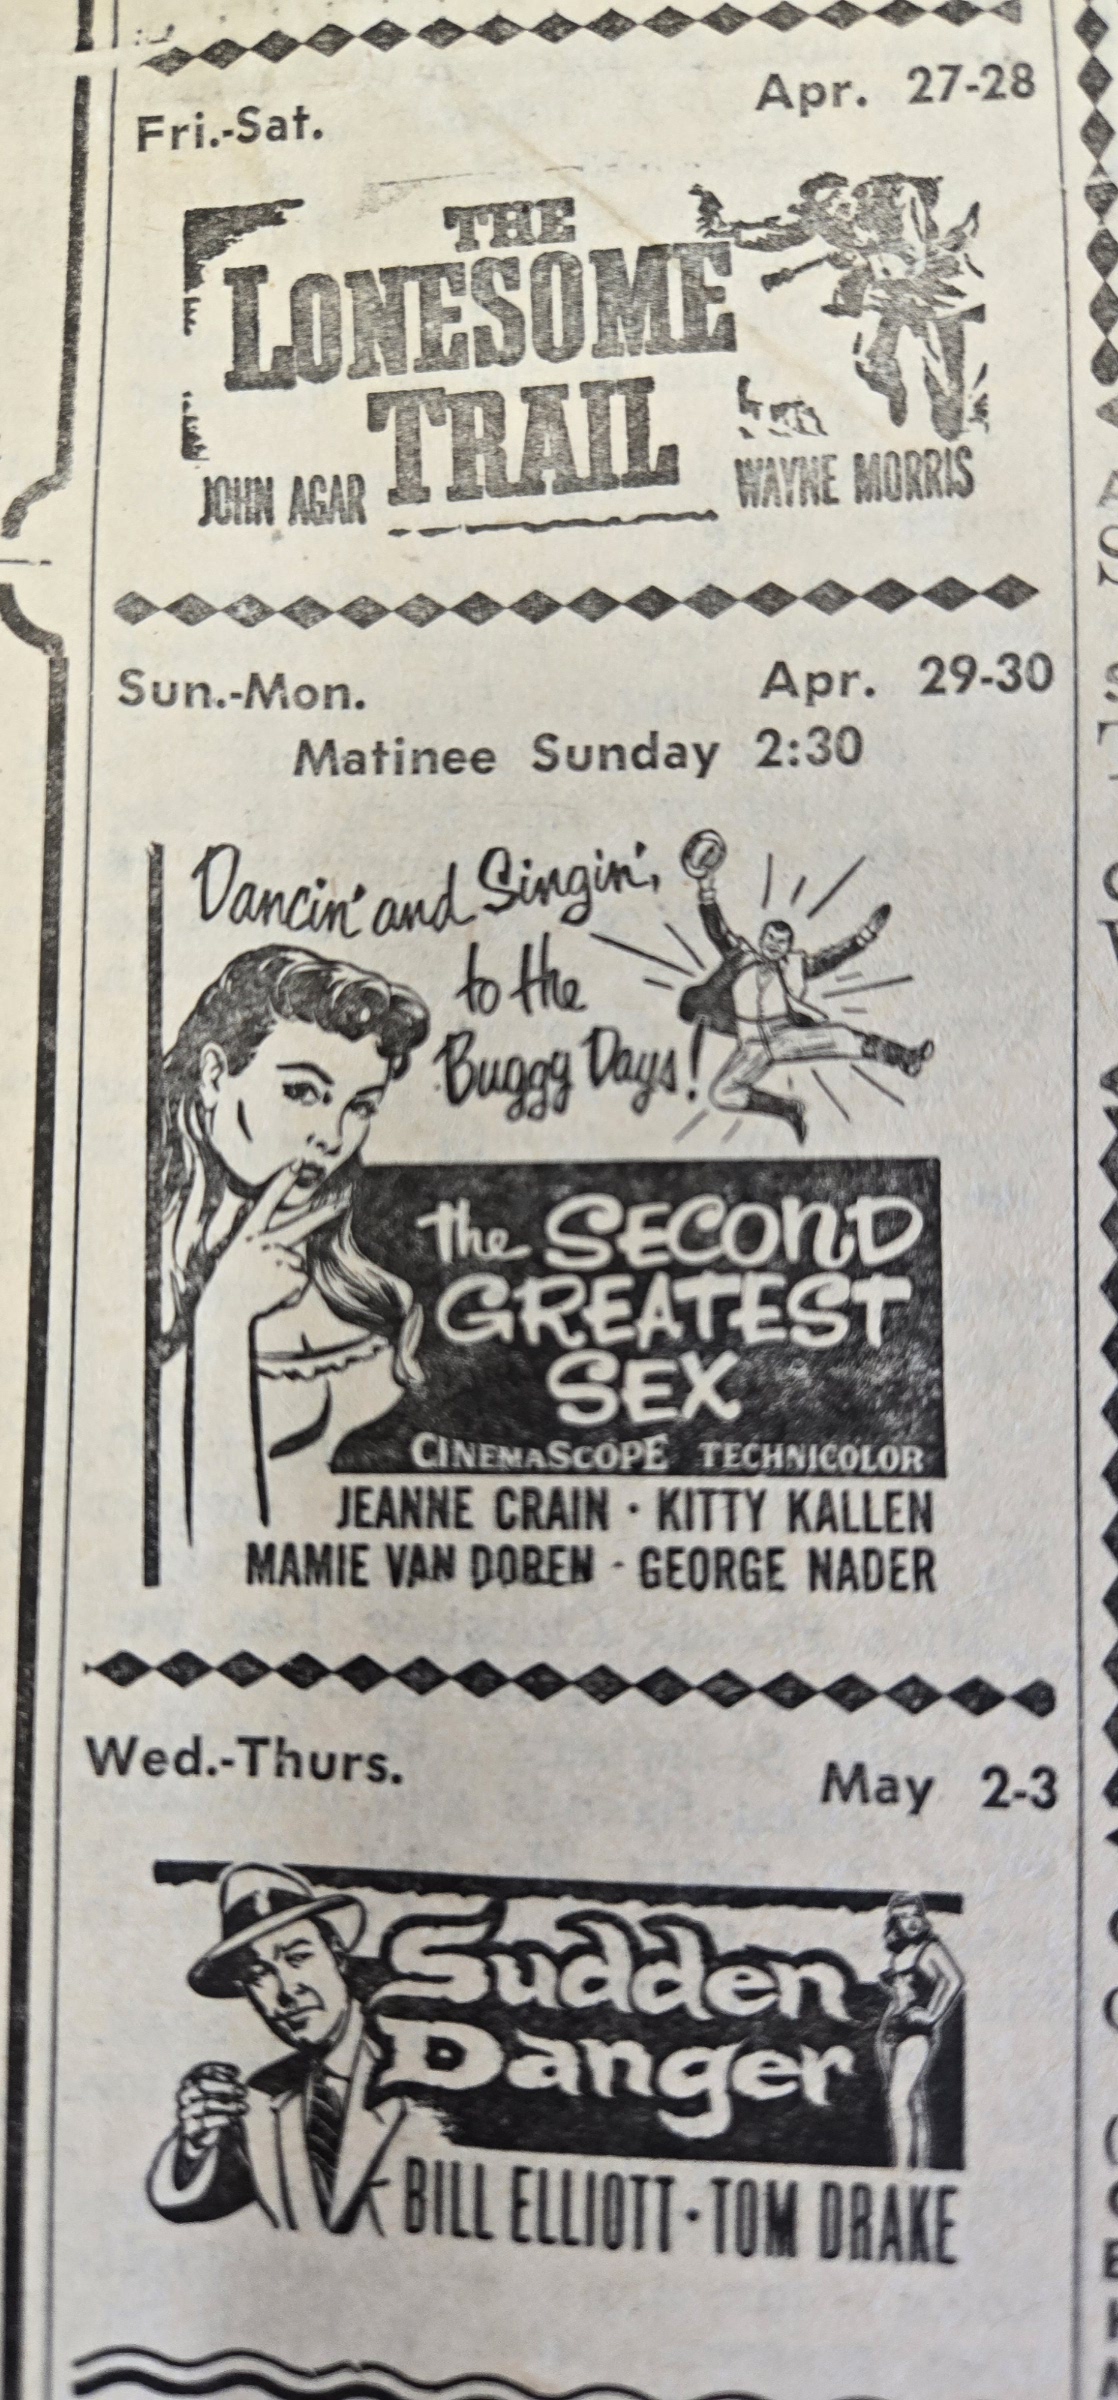 Fri.-Sat. Apr. 27-28
THE
LONESOME
TRAIL
JOHN AGAR WAYNE MORRIS
Sun.-Mon. Apr. 29-30
Matinee Sunday 2:30
Dancin' and Singin',
to the
Buggy Days!
the SECOND
GREATEST
SEX
CINEMASCOPE TECHNICOLOR
JEANNE CRAIN · KITTY KALLEN
MAMIE VAN DOREN - GEORGE NADER
Wed.-Thurs. May 2-3
Sudden
Danger
BILL ELLIOTT · TOM DRAKE